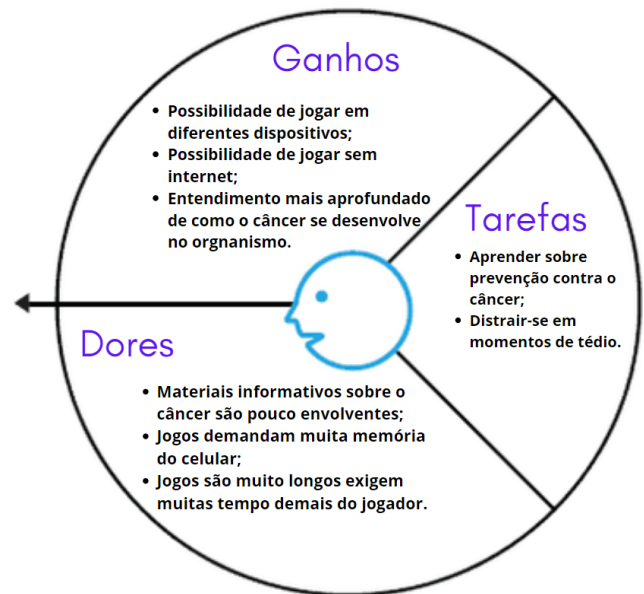 Ganhos
• Possibilidade de jogar em
diferentes dispositivos;
• Possibilidade de jogar sem
internet;
• Entendimento mais aprofundado
de como o câncer se desenvolve
no orgnanismo.
Tarefas
• Aprender sobre
prevenção contra o
câncer;
• Distrair-se em
momentos de tédio.
Dores
• Materiais informativos sobre o
câncer são pouco envolventes;
• Jogos demandam muita memória
do celular;
• Jogos são muito longos exigem
muitas tempo demais do jogador.